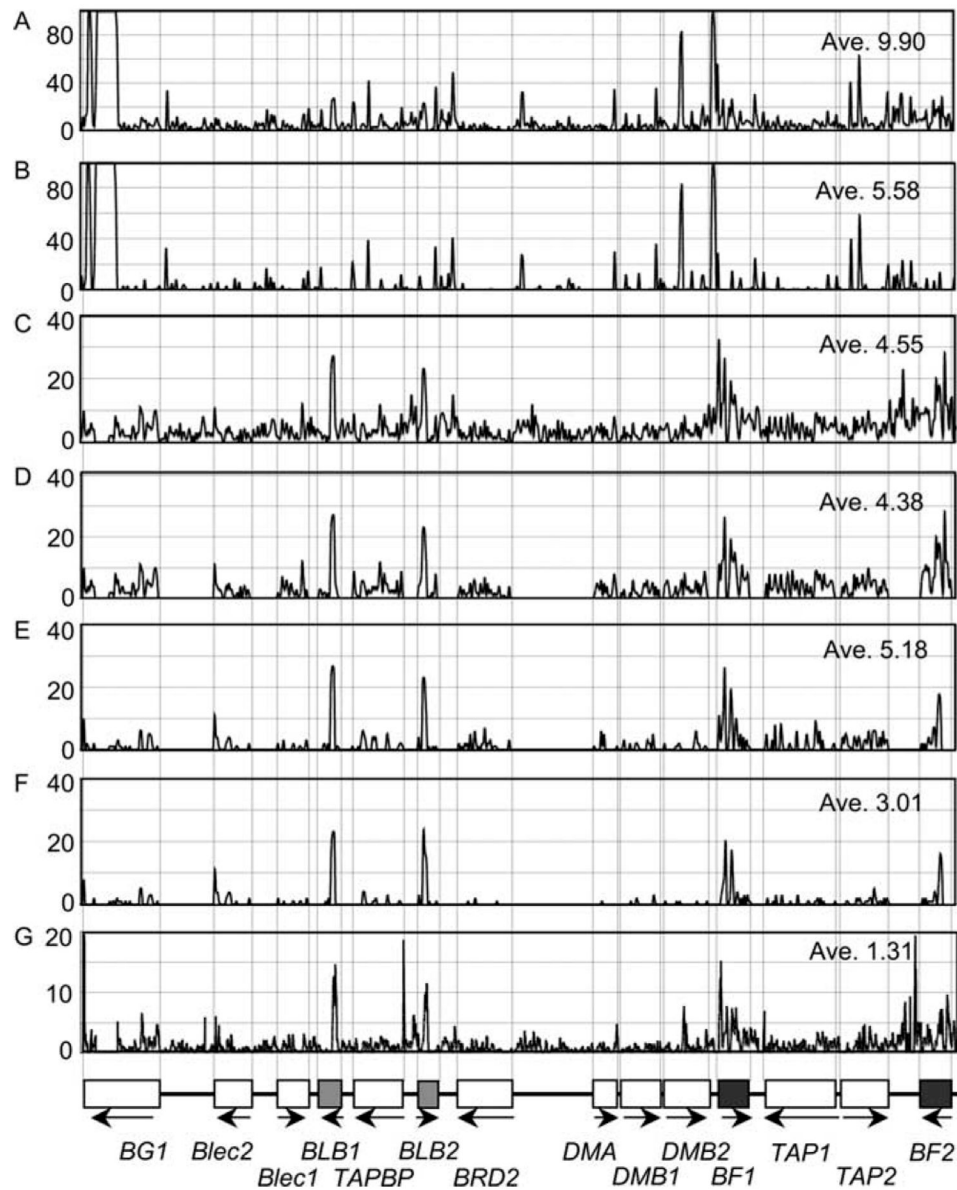 A
80
40
0
Ave. 9.90
B
80
40
0
Ave. 5.58
C
40
20
0
Ave. 4.55
D
40
20
0
Ave. 4.38
E
40
20
0
Ave. 5.18
F
40
20
0
Ave. 3.01
G
20
10
0
Ave. 1.31
BG1 Blec2 BLB1 BLB2 DMA DMB2 TAP1 BF2
Blec1 TAPBP BRD2 DMB1 BF1 TAP2